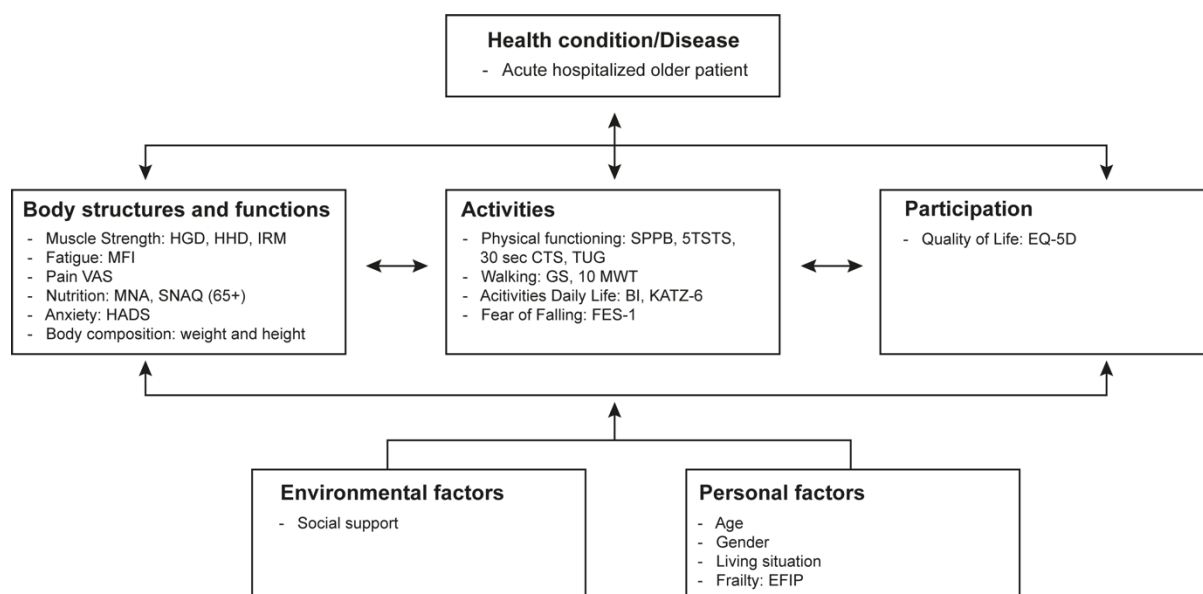 Health condition/Disease
- Acute hospitalized older patient
Body structures and functions
- Muscle Strength: HGD, HHD, IRM
- Fatigue: MFI
- Pain VAS
- Nutrition: MNA, SNAQ (65+)
- Anxiety: HADS
- Body composition: weight and height
Activities
- Physical functioning: SPPB, 5TSTS,
30 sec CTS, TUG
- Walking: GS, 10 MWT
- Acitivities Daily Life: BI, KATZ-6
- Fear of Falling: FES-1
Participation
- Quality of Life: EQ-5D
Environmental factors
- Social support
Personal factors
- Age
- Gender
- Living situation
- Frailty: EFIP